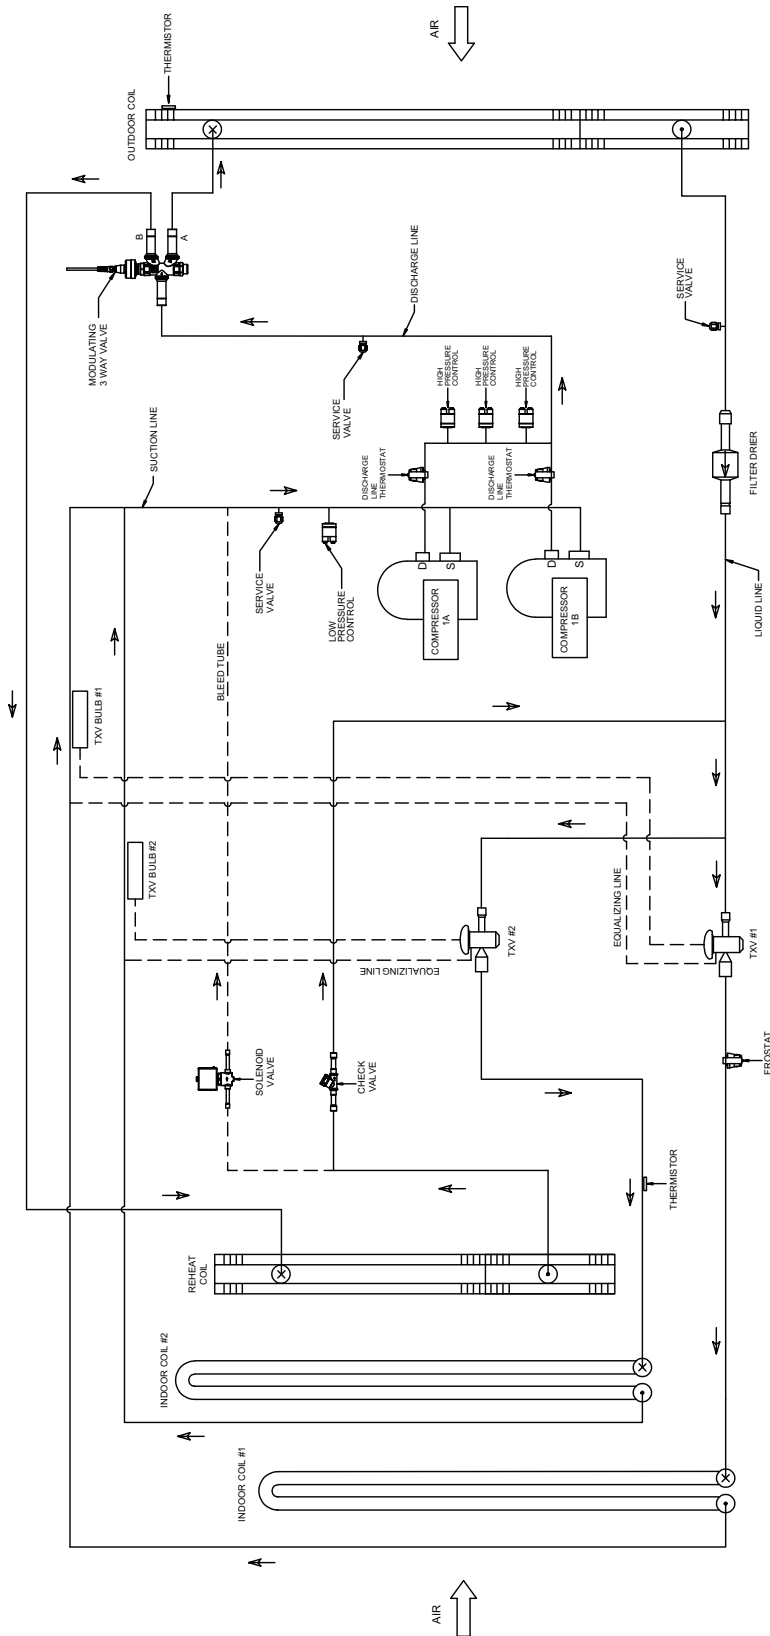 AIR
THERMISTOR
OUTDOOR COIL
B
A
MODULATING
3 WAY VALVE
DISCHARGE LINE
SERVICE
VALVE
SUCTION LINE
SERVICE
VALVE
HIGH
PRESSURE
CONTROL
HIGH
PRESSURE
CONTROL
HIGH
PRESSURE
CONTROL
DISCHARGE
LINE
THERMOSTAT
DISCHARGE
LINE
THERMOSTAT
FILTER DRIER
SERVICE
VALVE
LOW
PRESSURE
CONTROL
D
S
COMPRESSOR
1A
D
S
COMPRESSOR
1B
LIQUID LINE
BLEED TUBE
TXV BULB #1
TXV BULB #2
EQUALIZING LINE
TXV #2
EQUALIZING LINE
TXV #1
SOLENOID
VALVE
CHECK
VALVE
FROSTAT
THERMISTOR
REHEAT
COIL
INDOOR COIL #2
INDOOR COIL #1
AIR